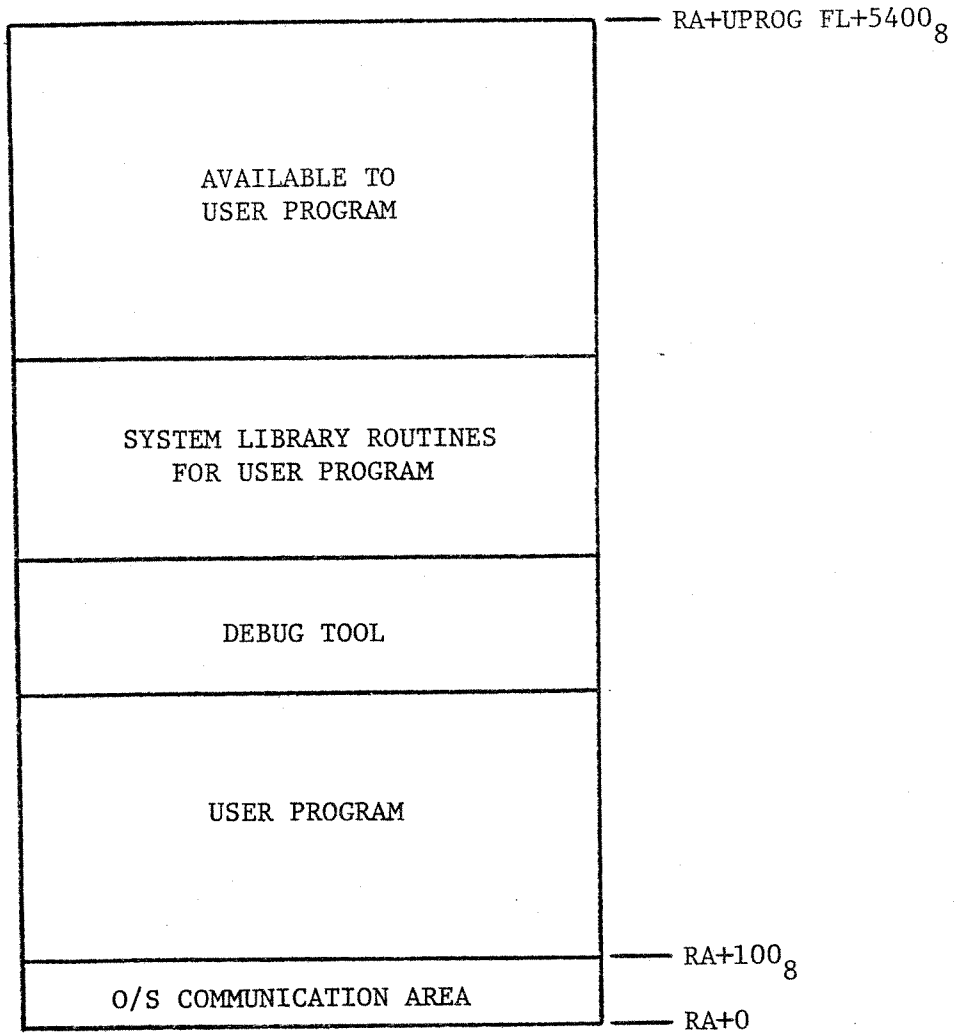 RA+UPROG FL+5400₈
AVAILABLE TO
USER PROGRAM
SYSTEM LIBRARY ROUTINES
FOR USER PROGRAM
DEBUG TOOL
USER PROGRAM
RA+100₈
O/S COMMUNICATION AREA
RA+0